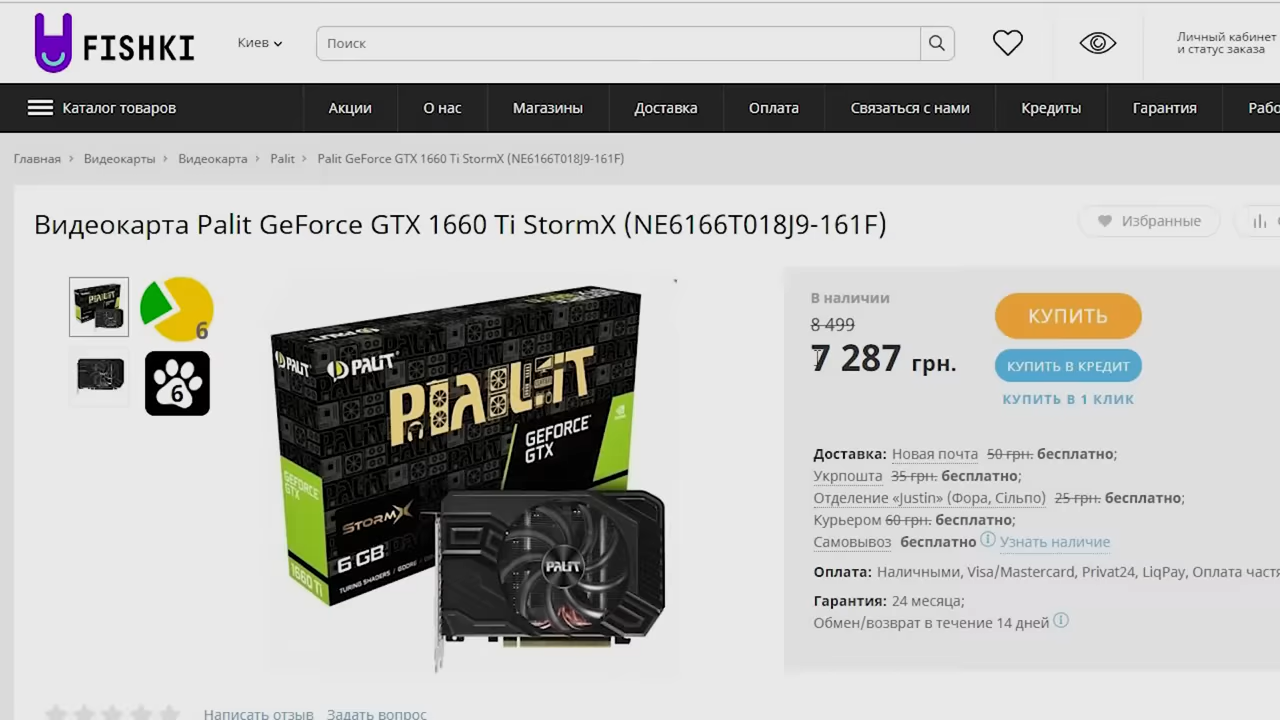 FISHKI
Киев
Поиск
Личный кабинет
и статус заказа
Каталог товаров
Акции
О нас
Магазины
Доставка
Оплата
Связаться с нами
Кредиты
Гарантия
Главная > Видеокарты > Видеокарта > Palit > Palit GeForce GTX 1660 Ti StormX (NE6166T018J9-161F)
Видеокарта Palit GeForce GTX 1660 Ti StormX (NE6166T018J9-161F)
Избранные
6
6
PALIT
PALIT
PALIT
GEFORCE
GTX
GEFORCE
GTX
STORMX
6 GB
1660 Ti
PALIT
В наличии
8 499
7 287 грн.
КУПИТЬ
КУПИТЬ В КРЕДИТ
КУПИТЬ В 1 КЛИК
Доставка: Новая почта 50 грн. бесплатно;
Укрпошта 35 грн. бесплатно;
Отделение «Justin» (Фора, Сільпо) 25 грн. бесплатно;
Курьером 60 грн. бесплатно;
Самовывоз бесплатно Узнать наличие
Оплата: Наличными, Visa/Mastercard, Privat24, LiqPay, Оплата
Гарантия: 24 месяца;
Обмен/возврат в течение 14 дней
Написать отзыв
Задать вопрос